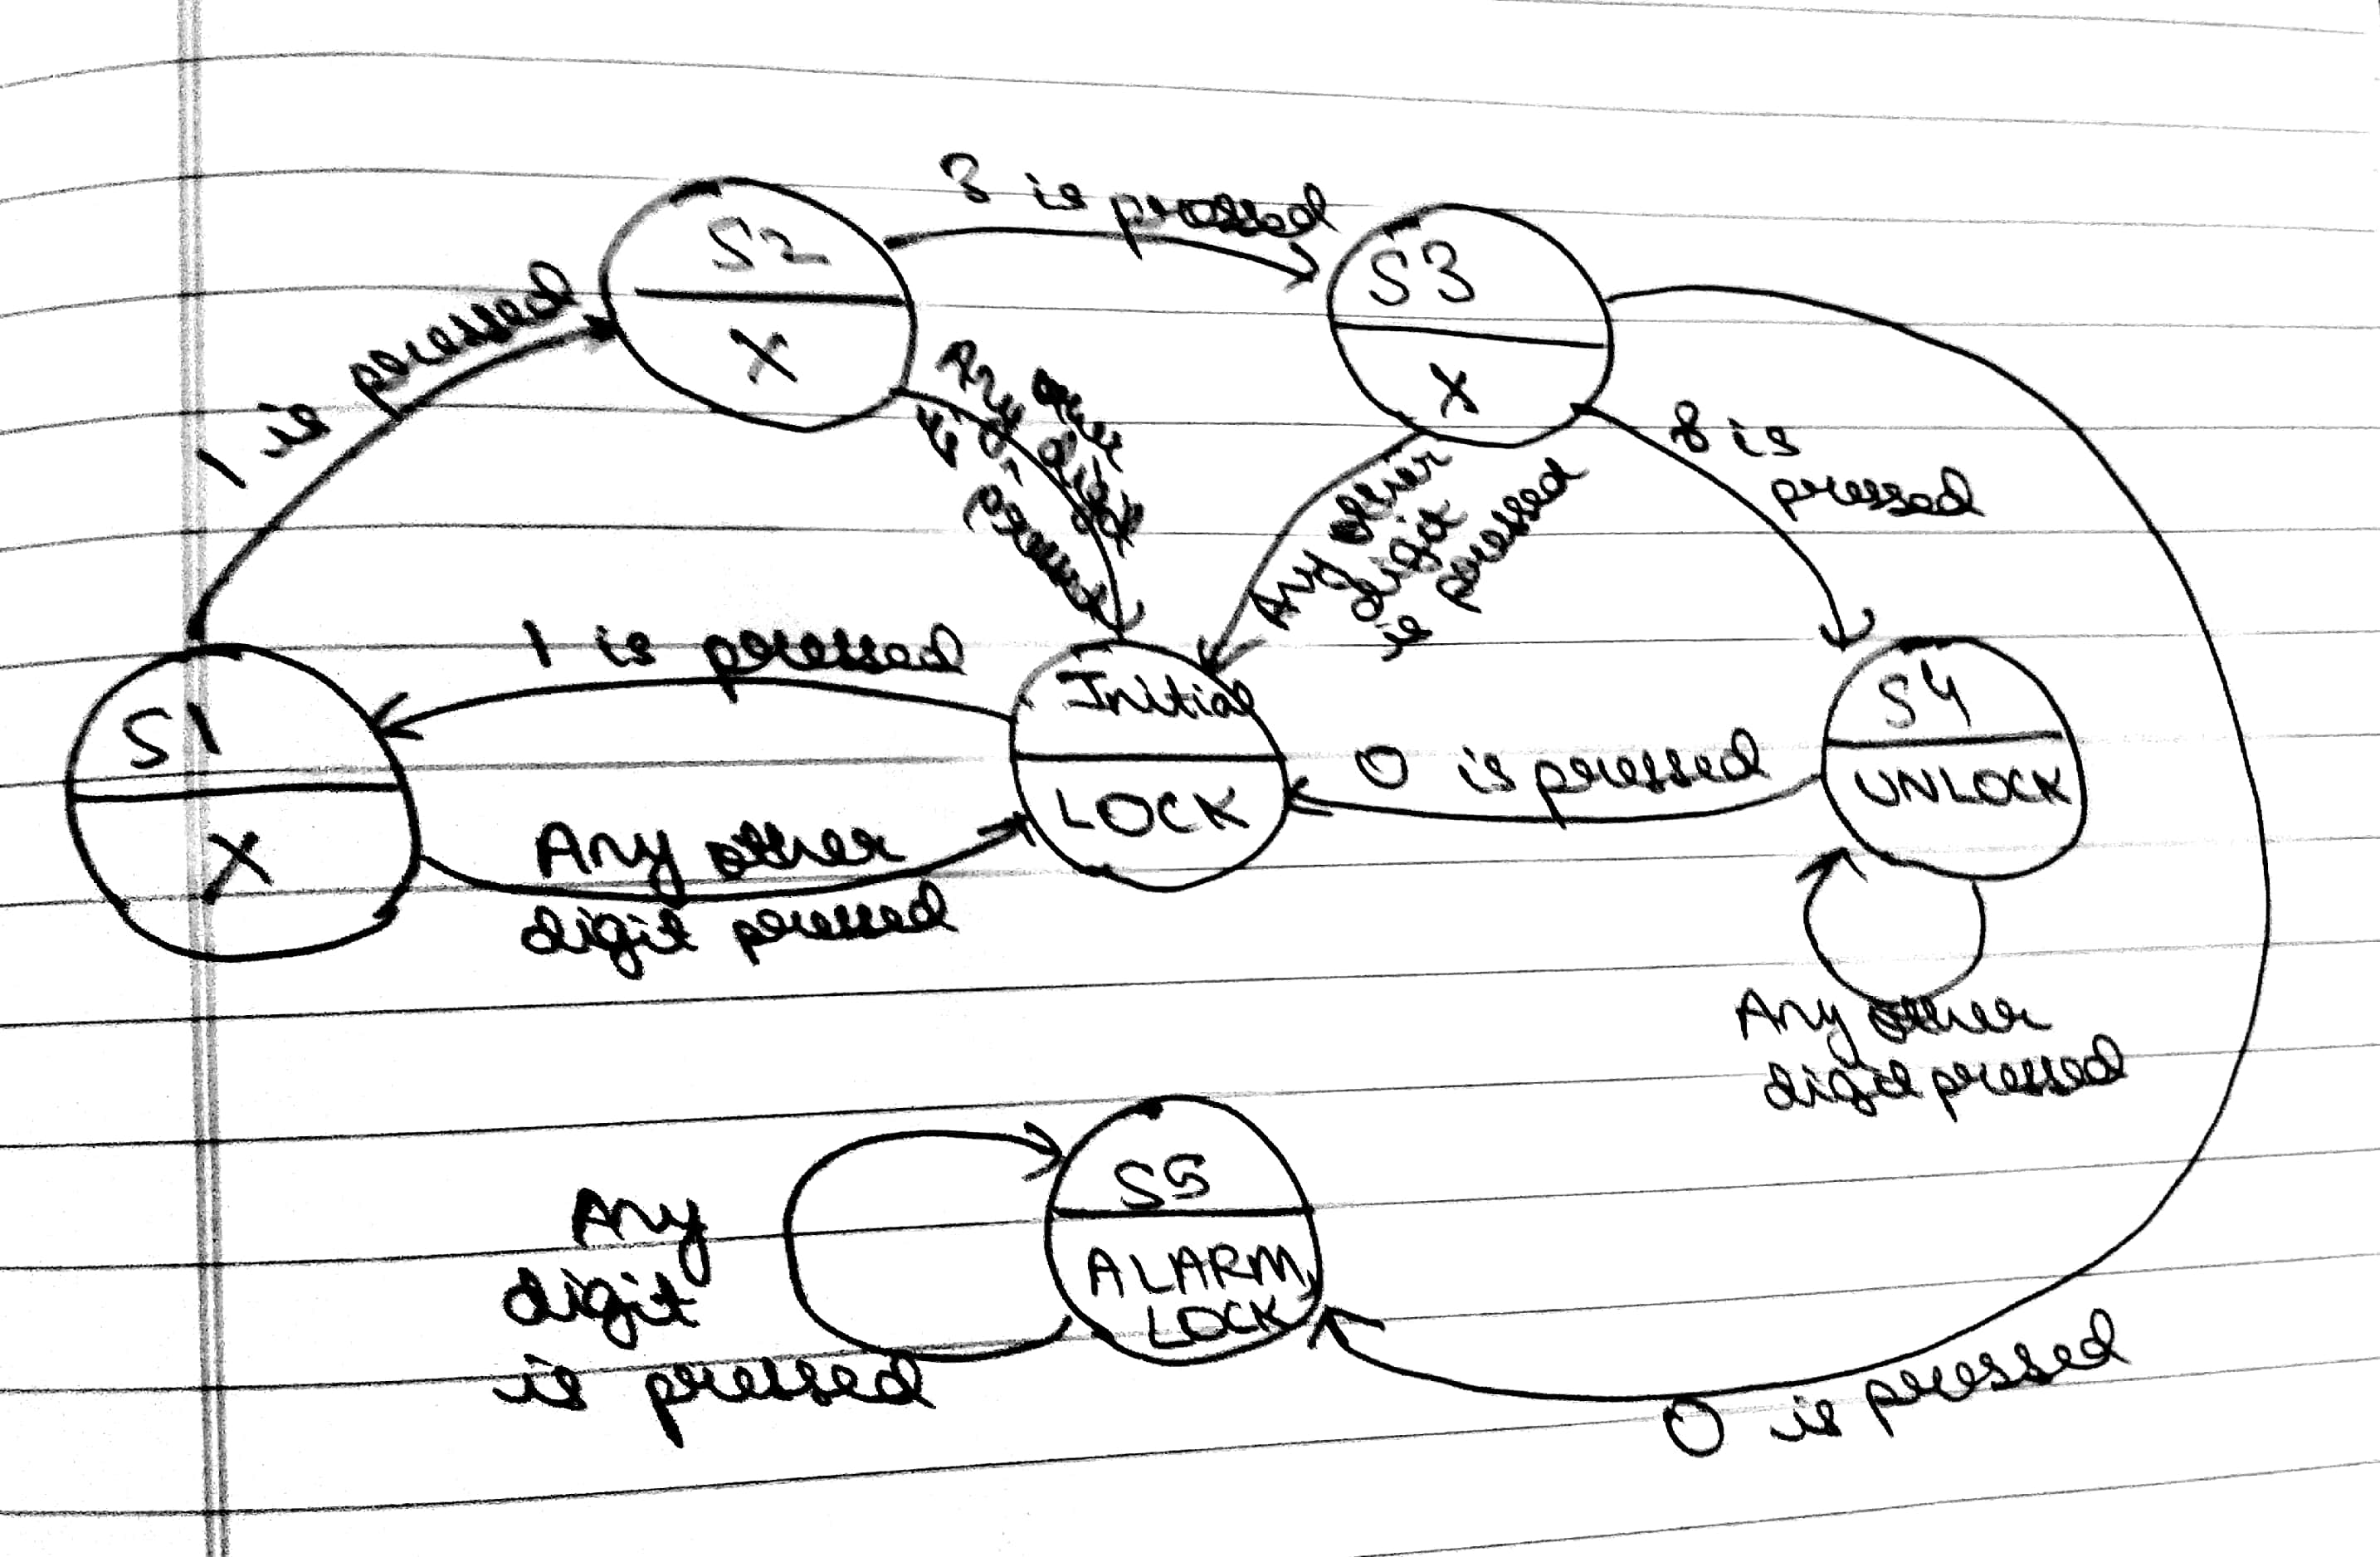 3 is pressed
S2
X
S3
X
1 is pressed
Any other
digit
is
pressed
8 is
pressed
Any other
digit
is pressed
1 is pressed
S1
X
Initial
LOCK
0 is pressed
S4
UNLOCK
Any other
digit pressed
Any other
digit pressed
S5
ALARM
LOCK
Any
digit
is pressed
0 is pressed